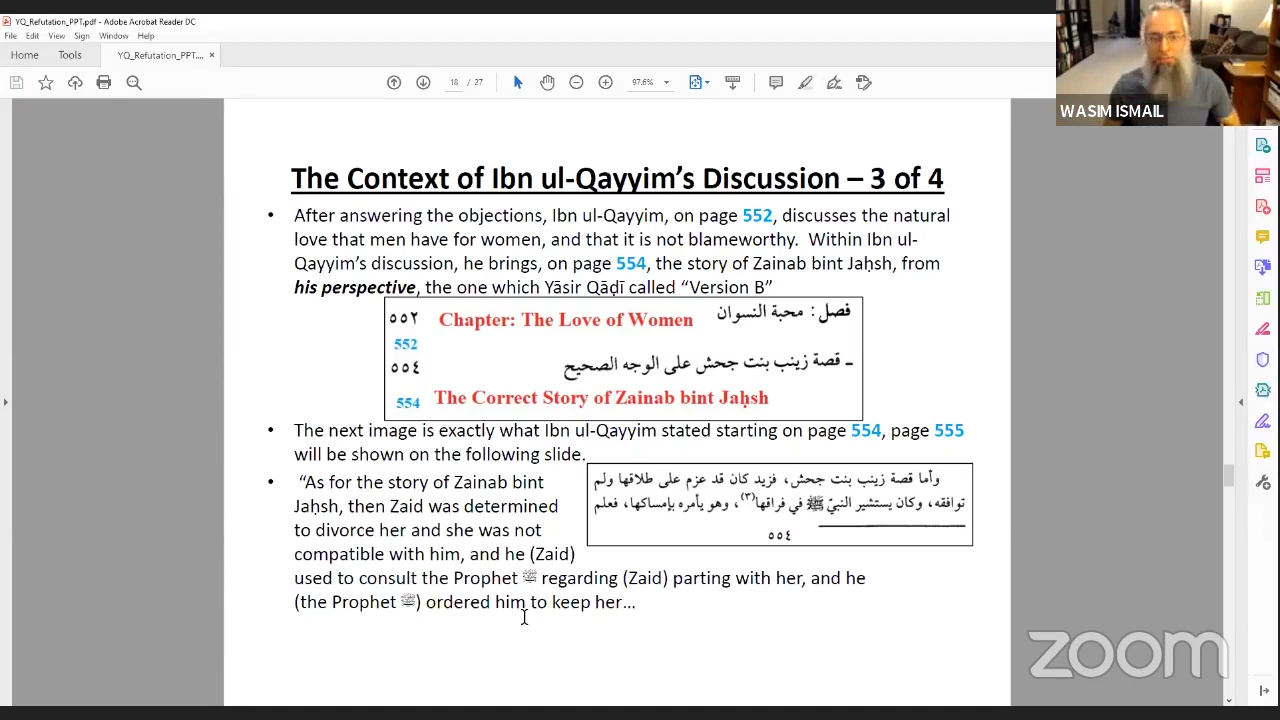 YQ_Refutation_PPT.pdf - Adobe Acrobat Reader DC
File Edit View Sign Window Help
Home Tools YQ_Refutation_PPT.... ×
18 / 27 97.6%
WASIM ISMAIL
The Context of Ibn ul-Qayyim's Discussion – 3 of 4
• After answering the objections, Ibn ul-Qayyim, on page 552, discusses the natural
love that men have for women, and that it is not blameworthy. Within Ibn ul-
Qayyim's discussion, he brings, on page 554, the story of Zainab bint Jaḥsh, from
his perspective, the one which Yāsir Qāḍī called “Version B”
فصل: محبة النسوان ٥٥٢
Chapter: The Love of Women
552
ـ قصة زينب بنت جحش على الوجه الصحيح ٥٥٤
554 The Correct Story of Zainab bint Jaḥsh
• The next image is exactly what Ibn ul-Qayyim stated starting on page 554, page 555
will be shown on the following slide.
• “As for the story of Zainab bint
Jaḥsh, then Zaid was determined
to divorce her and she was not
compatible with him, and he (Zaid)
used to consult the Prophet ﷺ regarding (Zaid) parting with her, and he
(the Prophet ﷺ) ordered him to keep her...
وأما قصة زينب بنت جحش، فزيد كان قد عزم على طلاقها ولم
توافقه، وكان يستشير النبيّ ﷺ في فراقها(٣)، وهو يأمره بإمساكها، فعلم
٥٥٤
zoom